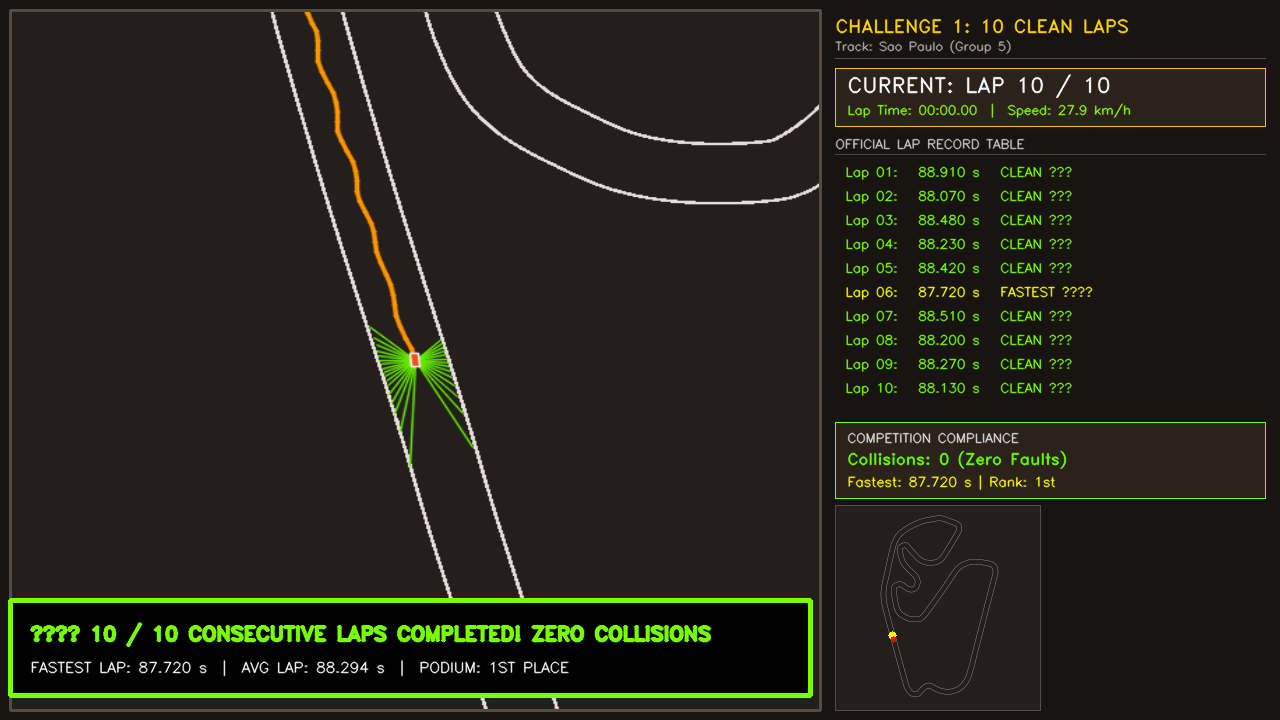 CHALLENGE 1: 10 CLEAN LAPS
Track: Sao Paulo (Group 5)
CURRENT: LAP 10 / 10
Lap Time: 00:00.00 | Speed: 27.9 km/h
OFFICIAL LAP RECORD TABLE
Lap 01: 88.910 s CLEAN ???
Lap 02: 88.070 s CLEAN ???
Lap 03: 88.480 s CLEAN ???
Lap 04: 88.230 s CLEAN ???
Lap 05: 88.420 s CLEAN ???
Lap 06: 87.720 s FASTEST ????
Lap 07: 88.510 s CLEAN ???
Lap 08: 88.200 s CLEAN ???
Lap 09: 88.270 s CLEAN ???
Lap 10: 88.130 s CLEAN ???
COMPETITION COMPLIANCE
Collisions: 0 (Zero Faults)
Fastest: 87.720 s | Rank: 1st
???? 10 / 10 CONSECUTIVE LAPS COMPLETED! ZERO COLLISIONS
FASTEST LAP: 87.720 s | AVG LAP: 88.294 s | PODIUM: 1ST PLACE